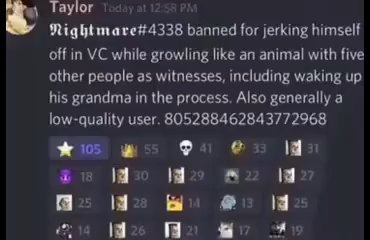 Taylor Today at 12:58 PM
𝕹𝖎𝖌𝖍𝖙𝖒𝖆𝖗𝖊#4338 banned for jerking himself
off in VC while growling like an animal with five
other people as witnesses, including waking up
his grandma in the process. Also generally a
low-quality user. 805288462843772968
105 55 41 33 31
18 30 29 22 27
25 28 14 13 25
14 26 21 17 19